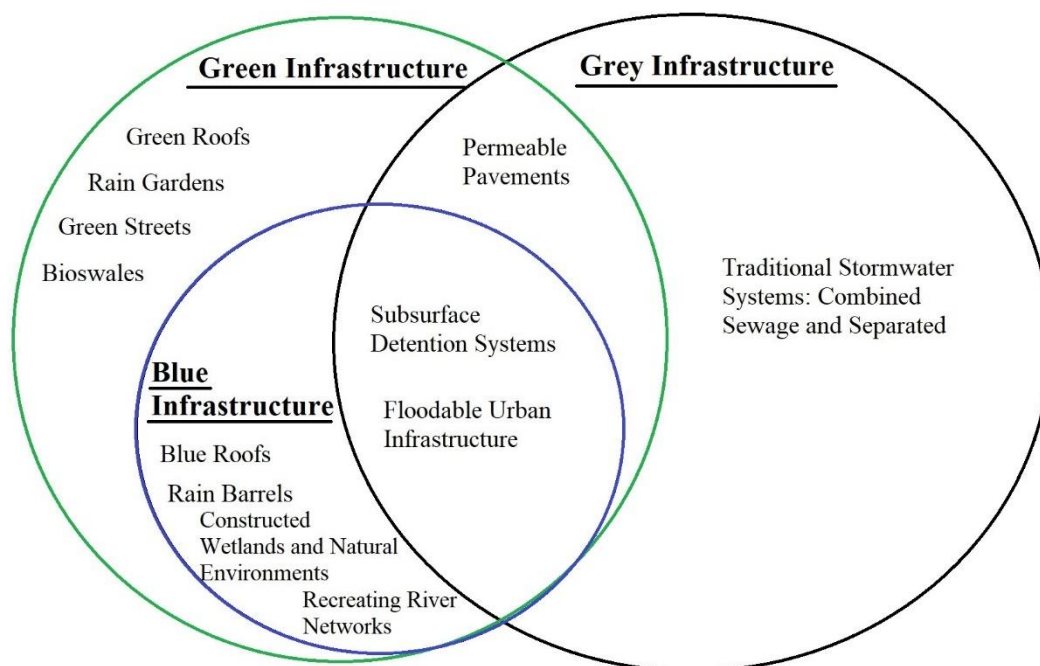 Green Infrastructure
Grey Infrastructure
Green Roofs
Rain Gardens
Green Streets
Bioswales
Permeable
Pavements
Traditional Stormwater
Systems: Combined
Sewage and Separated
Subsurface
Detention Systems
Floodable Urban
Infrastructure
Blue
Infrastructure
Blue Roofs
Rain Barrels
Constructed
Wetlands and Natural
Environments
Recreating River
Networks